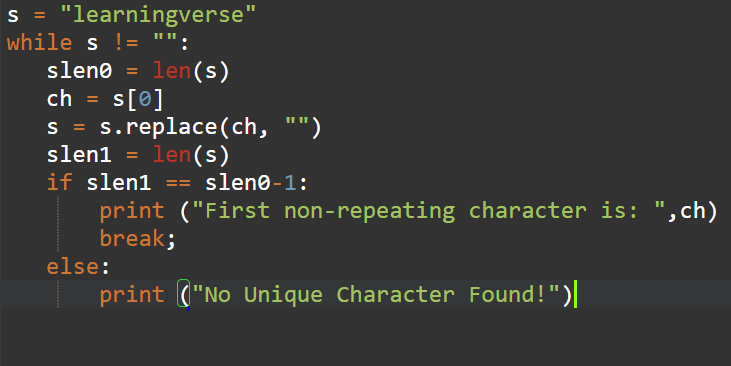 s = "learningverse"
while s != "":
   slen0 = len(s)
   ch = s[0]
   s = s.replace(ch, "")
   slen1 = len(s)
   if slen1 == slen0-1:
       print ("First non-repeating character is: ",ch)
       break;
   else:
       print ("No Unique Character Found!")